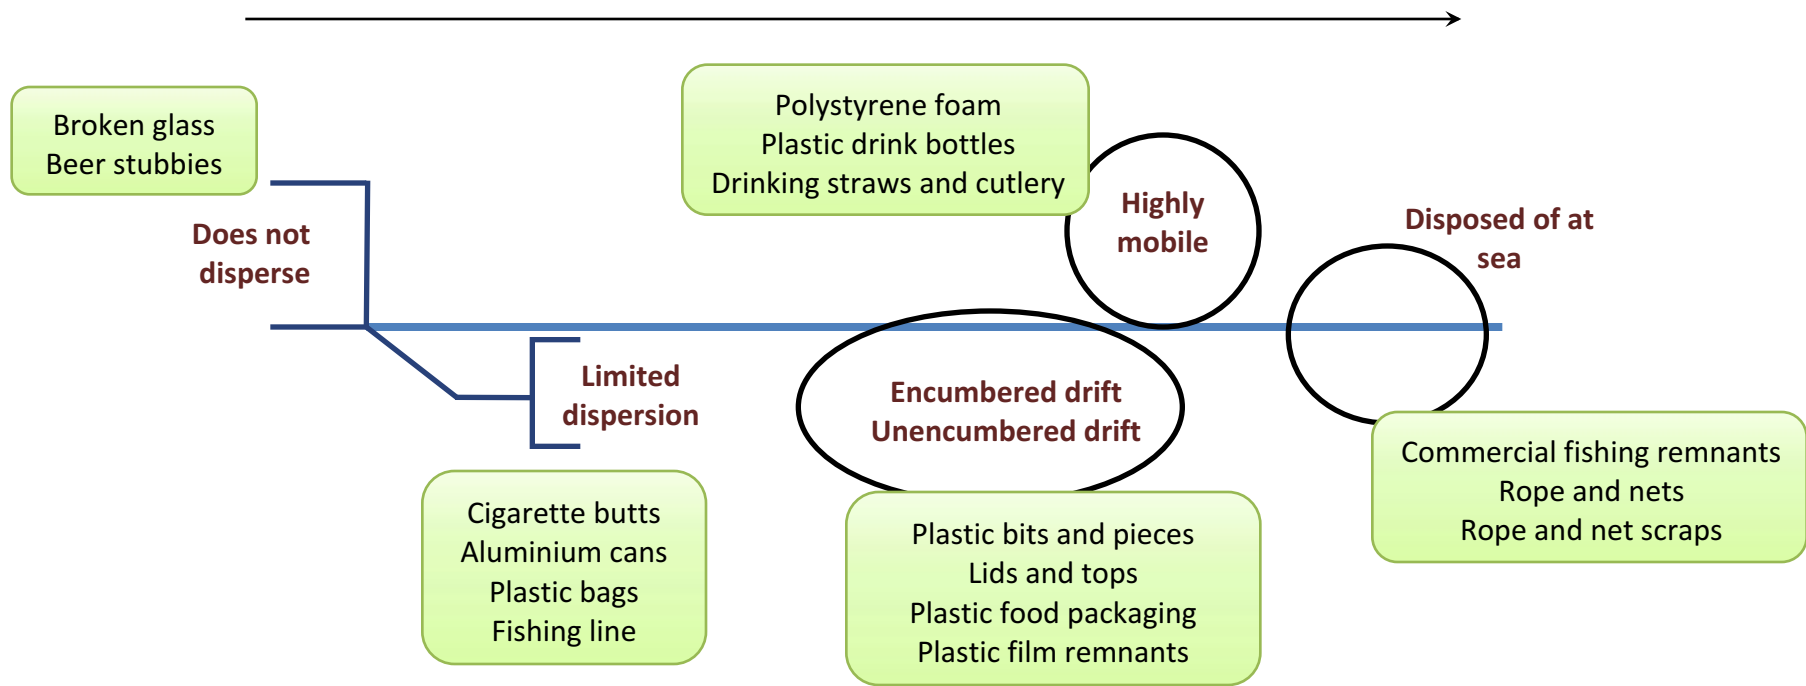 Broken glass
Beer stubbies
Does not
disperse
Limited
dispersion
Cigarette butts
Aluminium cans
Plastic bags
Fishing line
Polystyrene foam
Plastic drink bottles
Drinking straws and cutlery
Highly
mobile
Encumbered drift
Unencumbered drift
Plastic bits and pieces
Lids and tops
Plastic food packaging
Plastic film remnants
Disposed of at
sea
Commercial fishing remnants
Rope and nets
Rope and net scraps